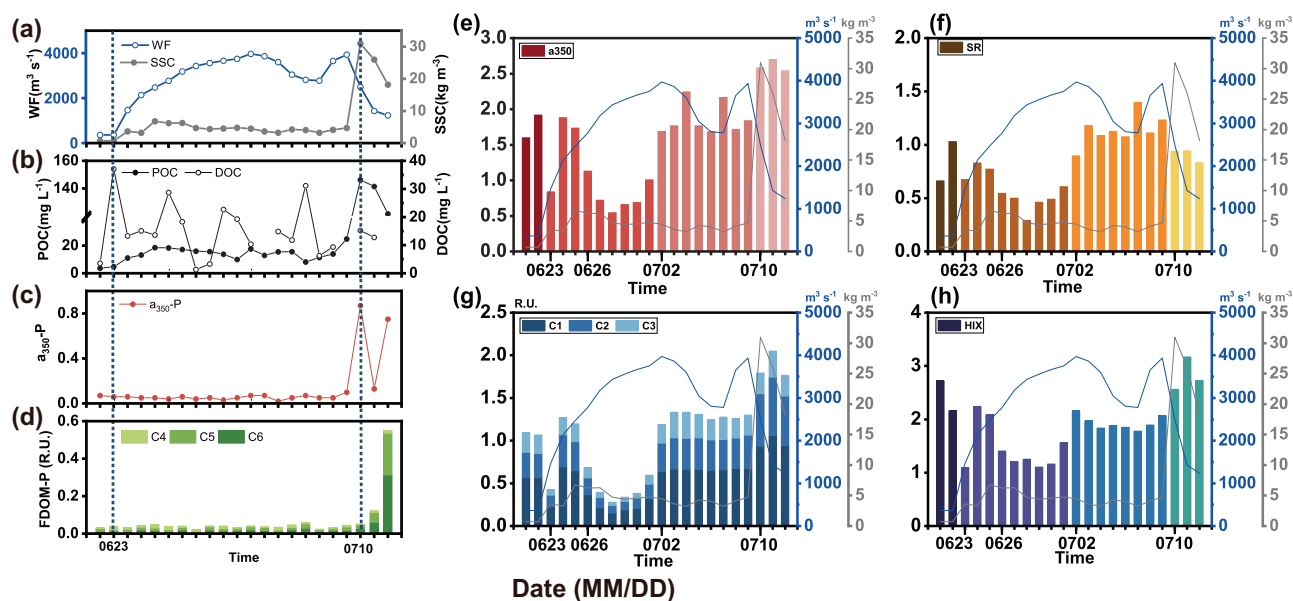 (a)
WF(m³ s⁻¹)
4000
2000
0
WF
SSC
30
20
10
0
SSC(kg m⁻³)
(b)
POC(mg L⁻¹)
160
140
20
0
POC
DOC
40
30
20
10
0
DOC(mg L⁻¹)
(c)
a₃₅₀-P
0.8
0.4
0.0
a₃₅₀-P
(d)
FDOM-P (R.U.)
0.6
0.4
0.2
0.0
C4
C5
C6
0623
Time
0710
(e)
m³ s⁻¹
kg m⁻³
3.0
2.5
2.0
1.5
1.0
0.5
0.0
a350
5000
4000
3000
2000
1000
0
35
30
25
20
15
10
5
0
0623
0626
0702
0710
Time
(f)
m³ s⁻¹
kg m⁻³
2.0
1.5
1.0
0.5
0.0
SR
5000
4000
3000
2000
1000
0
35
30
25
20
15
10
5
0
0623
0626
0702
0710
Time
(g)
R.U.
m³ s⁻¹
kg m⁻³
2.5
2.0
1.5
1.0
0.5
0.0
C1
C2
C3
5000
4000
3000
2000
1000
0
35
30
25
20
15
10
5
0
0623
0626
0702
0710
Time
(h)
m³ s⁻¹
kg m⁻³
4
3
2
1
0
HIX
5000
4000
3000
2000
1000
0
35
30
25
20
15
10
5
0
0623
0626
0702
0710
Time
Date (MM/DD)